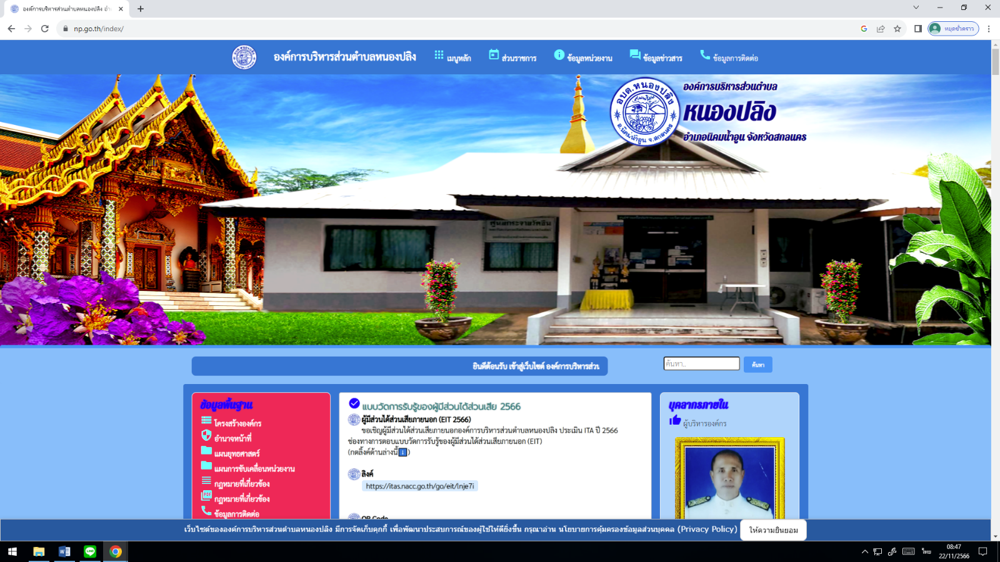 องค์การบริหารส่วนตำบลหนองปลิง อำ
np.go.th/index/
หยุดชั่วคราว
องค์การบริหารส่วนตำบลหนองปลิง
เมนูหลัก
ส่วนราชการ
ข้อมูลหน่วยงาน
ข้อมูลข่าวสาร
ข้อมูลการติดต่อ
อบต.หนองปลิง
อ.นิคมน้ำอูน จ.สกลนคร
องค์การบริหารส่วนตำบล
หนองปลิง
อำเภอนิคมน้ำอูน จังหวัดสกลนคร
ยินดีต้อนรับ เข้าสู่เว็บไซต์ องค์การบริหารส่วน
ค้นหา..
ค้นหา
ข้อมูลพื้นฐาน
โครงสร้างองค์กร
อำนาจหน้าที่
แผนยุทธศาสตร์
แผนการขับเคลื่อนหน่วยงาน
กฏหมายที่เกี่ยวข้อง
กฏหมายที่เกี่ยวข้อง
ข้อมูลการติดต่อ
แบบวัดการรับรู้ของผู้มีส่วนได้ส่วนเสีย 2566
ผู้มีส่วนได้ส่วนเสียภายนอก (EIT 2566)
ขอเชิญผู้มีส่วนได้ส่วนเสียภายนอกองค์การบริหารส่วนตำบลหนองปลิง ประเมิน ITA ปี 2566
ช่องทางการตอบแบบวัดการรับรู้ของผู้มีส่วนได้ส่วนเสียภายนอก (EIT)
(กดลิ้งค์ด้านล่างนี้⬇️)
ลิงค์
https://itas.nacc.go.th/go/eit/lnje7i
QR Code
บุคลากรภายใน
ผู้บริหารองค์กร
เว็บไซต์ขององค์การบริหารส่วนตำบลหนองปลิง มีการจัดเก็บคุกกี้ เพื่อพัฒนาประสบการณ์ของผู้ใช้ให้ดียิ่งขึ้น กรุณาอ่าน นโยบายการคุ้มครองข้อมูลส่วนบุคคล (Privacy Policy)
ให้ความยินยอม
ไทย
08:47
22/11/2566